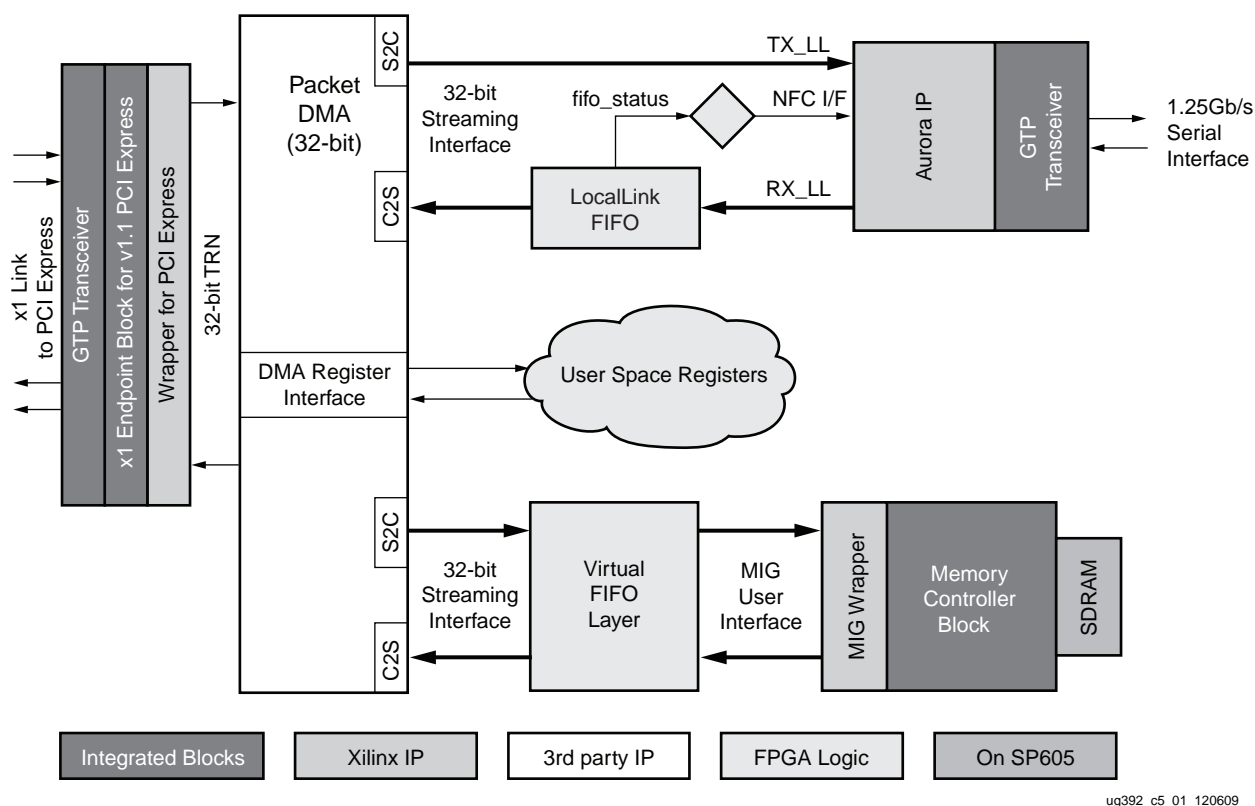 x1 Link
to PCI Express
GTP Transceiver
x1 Endpoint Block for v1.1 PCI Express
Wrapper for PCI Express
32-bit TRN
Packet
DMA
(32-bit)
S2C
C2S
32-bit
Streaming
Interface
TX_LL
fifo_status
NFC I/F
LocalLink
FIFO
RX_LL
Aurora IP
GTP
Transceiver
1.25Gb/s
Serial
Interface
DMA Register
Interface
User Space Registers
S2C
C2S
32-bit
Streaming
Interface
Virtual
FIFO
Layer
MIG
User
Interface
MIG Wrapper
Memory
Controller
Block
SDRAM
Integrated Blocks
Xilinx IP
3rd party IP
FPGA Logic
On SP605
ug392_c5_01_120609